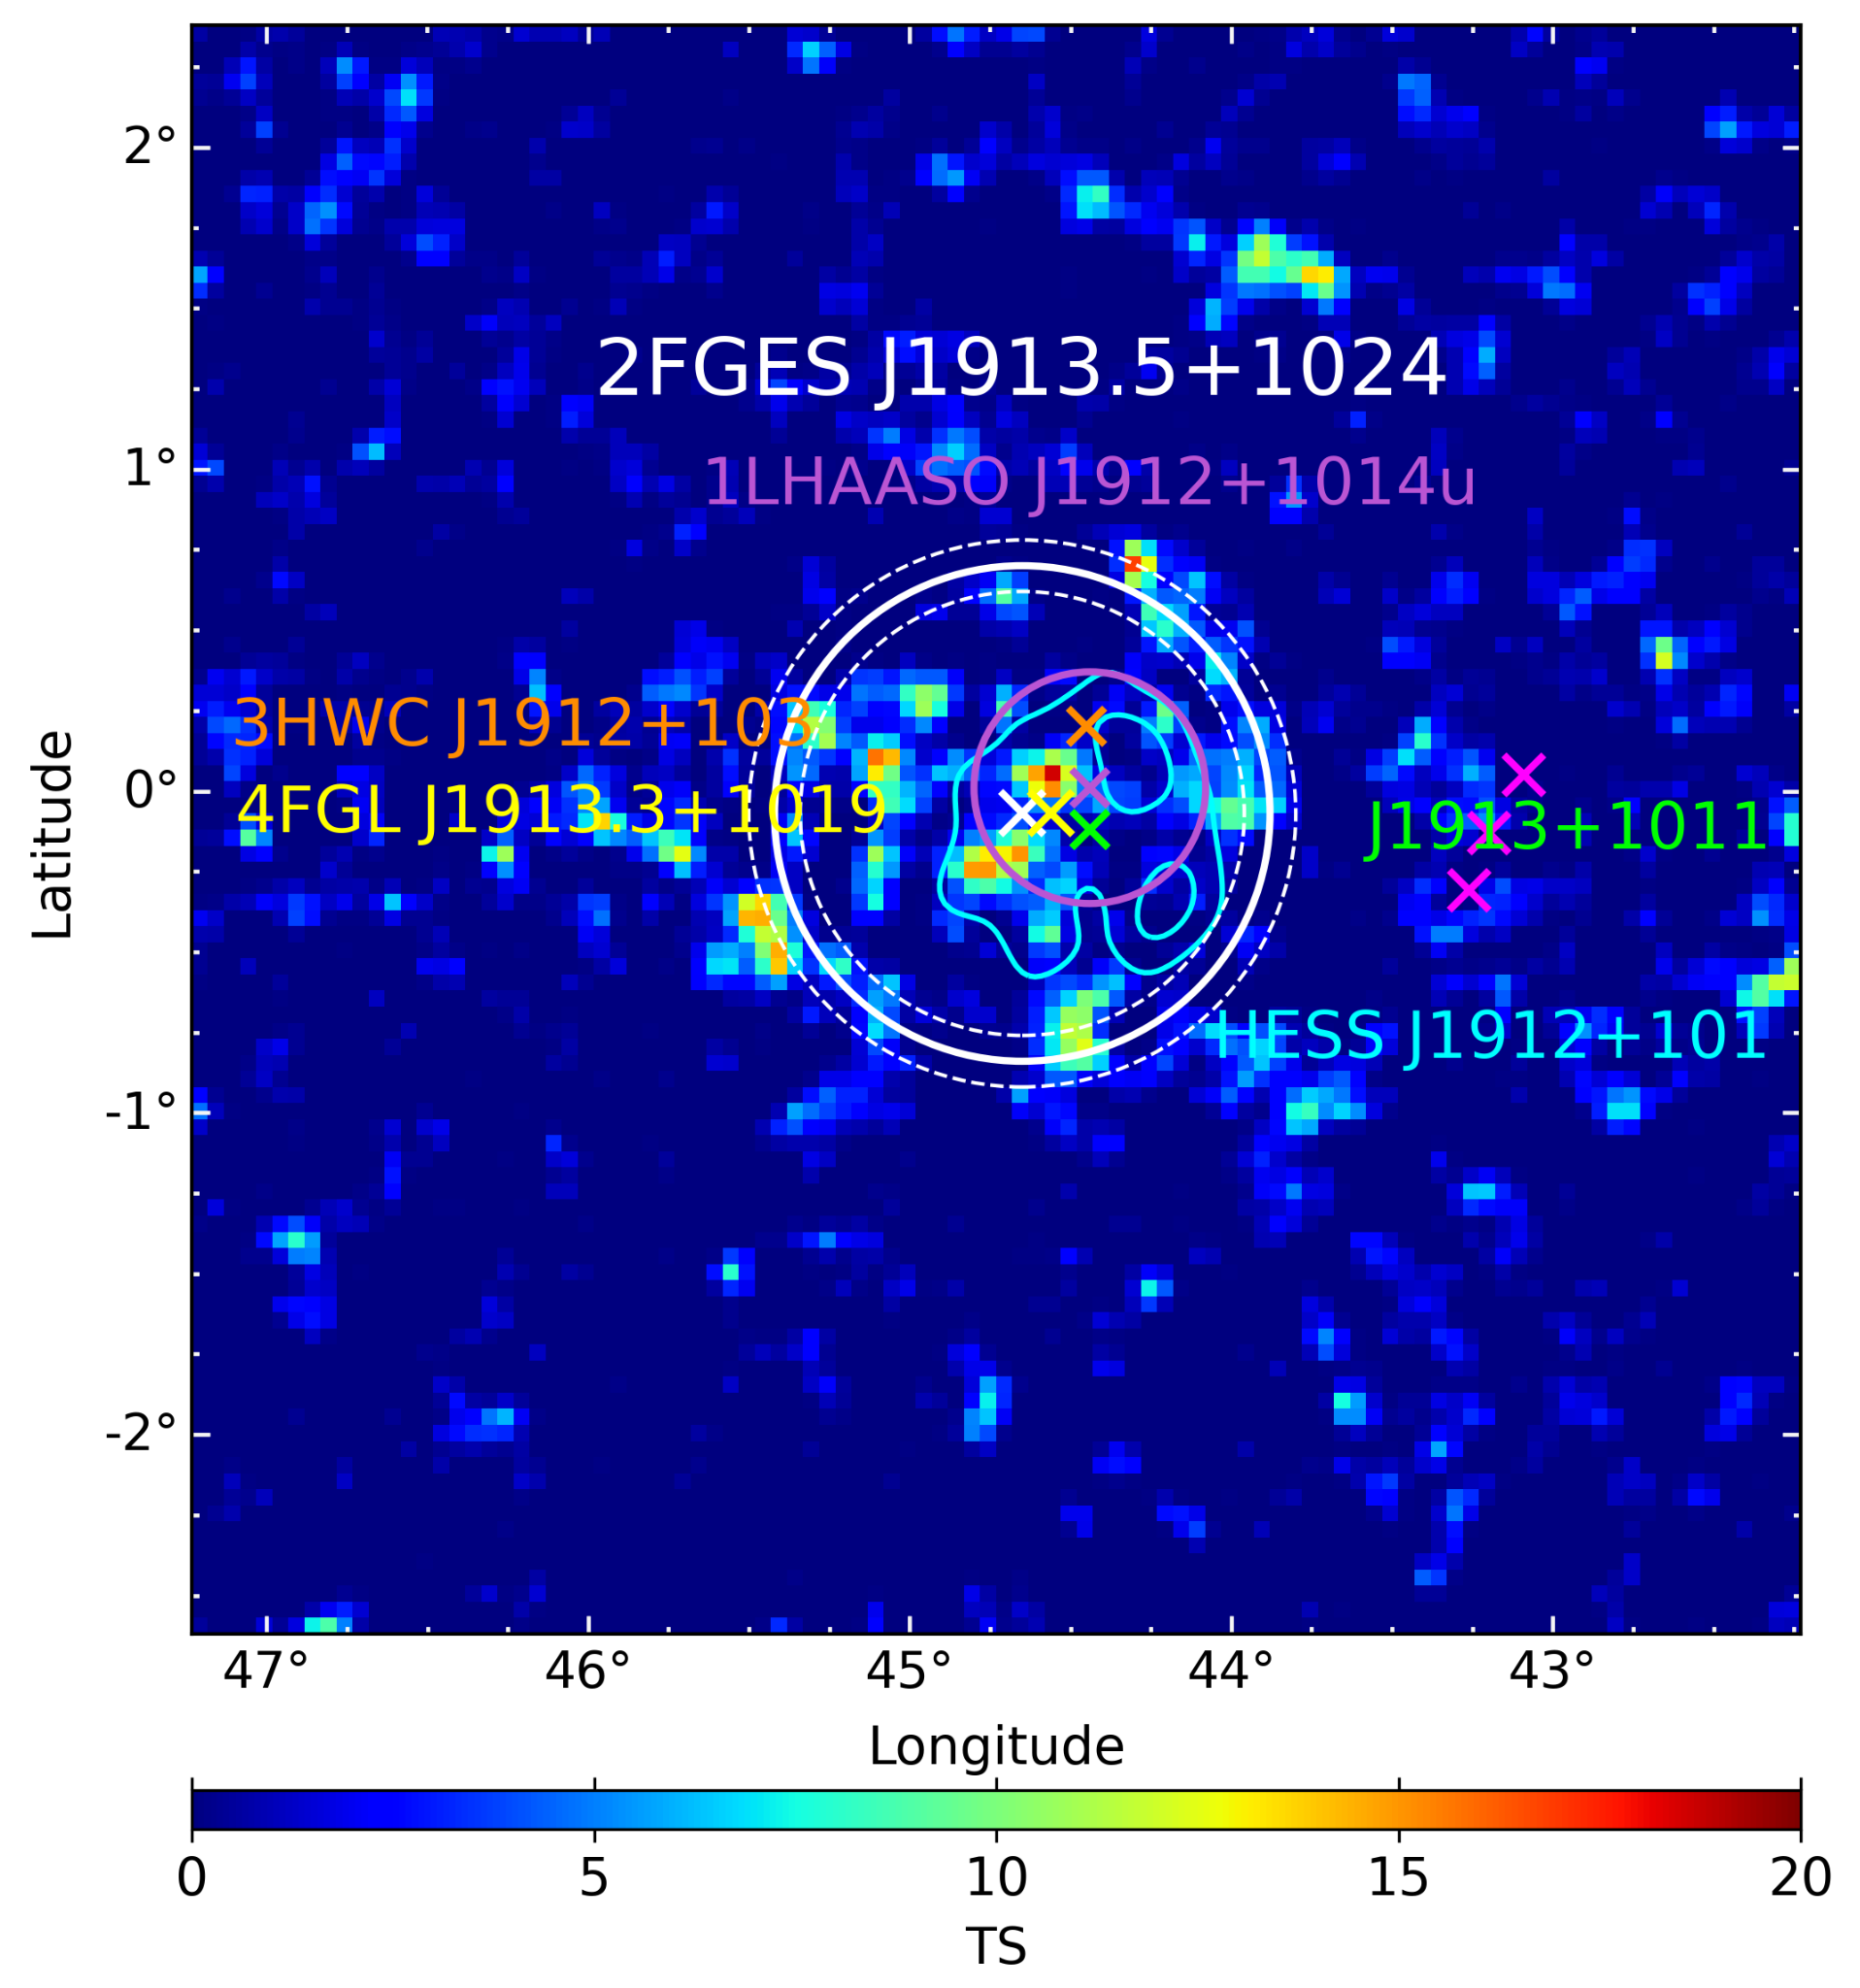 2°
2FGES J1913.5+1024
1°
1LHAASO J1912+1014u
3HWC J1912+103
0°
4FGL J1913.3+1019
J1913+1011
Latitude
HESS J1912+101
-1°
-2°
47° 46° 45° 44° 43°
Longitude
0 5 10 15 20
TS